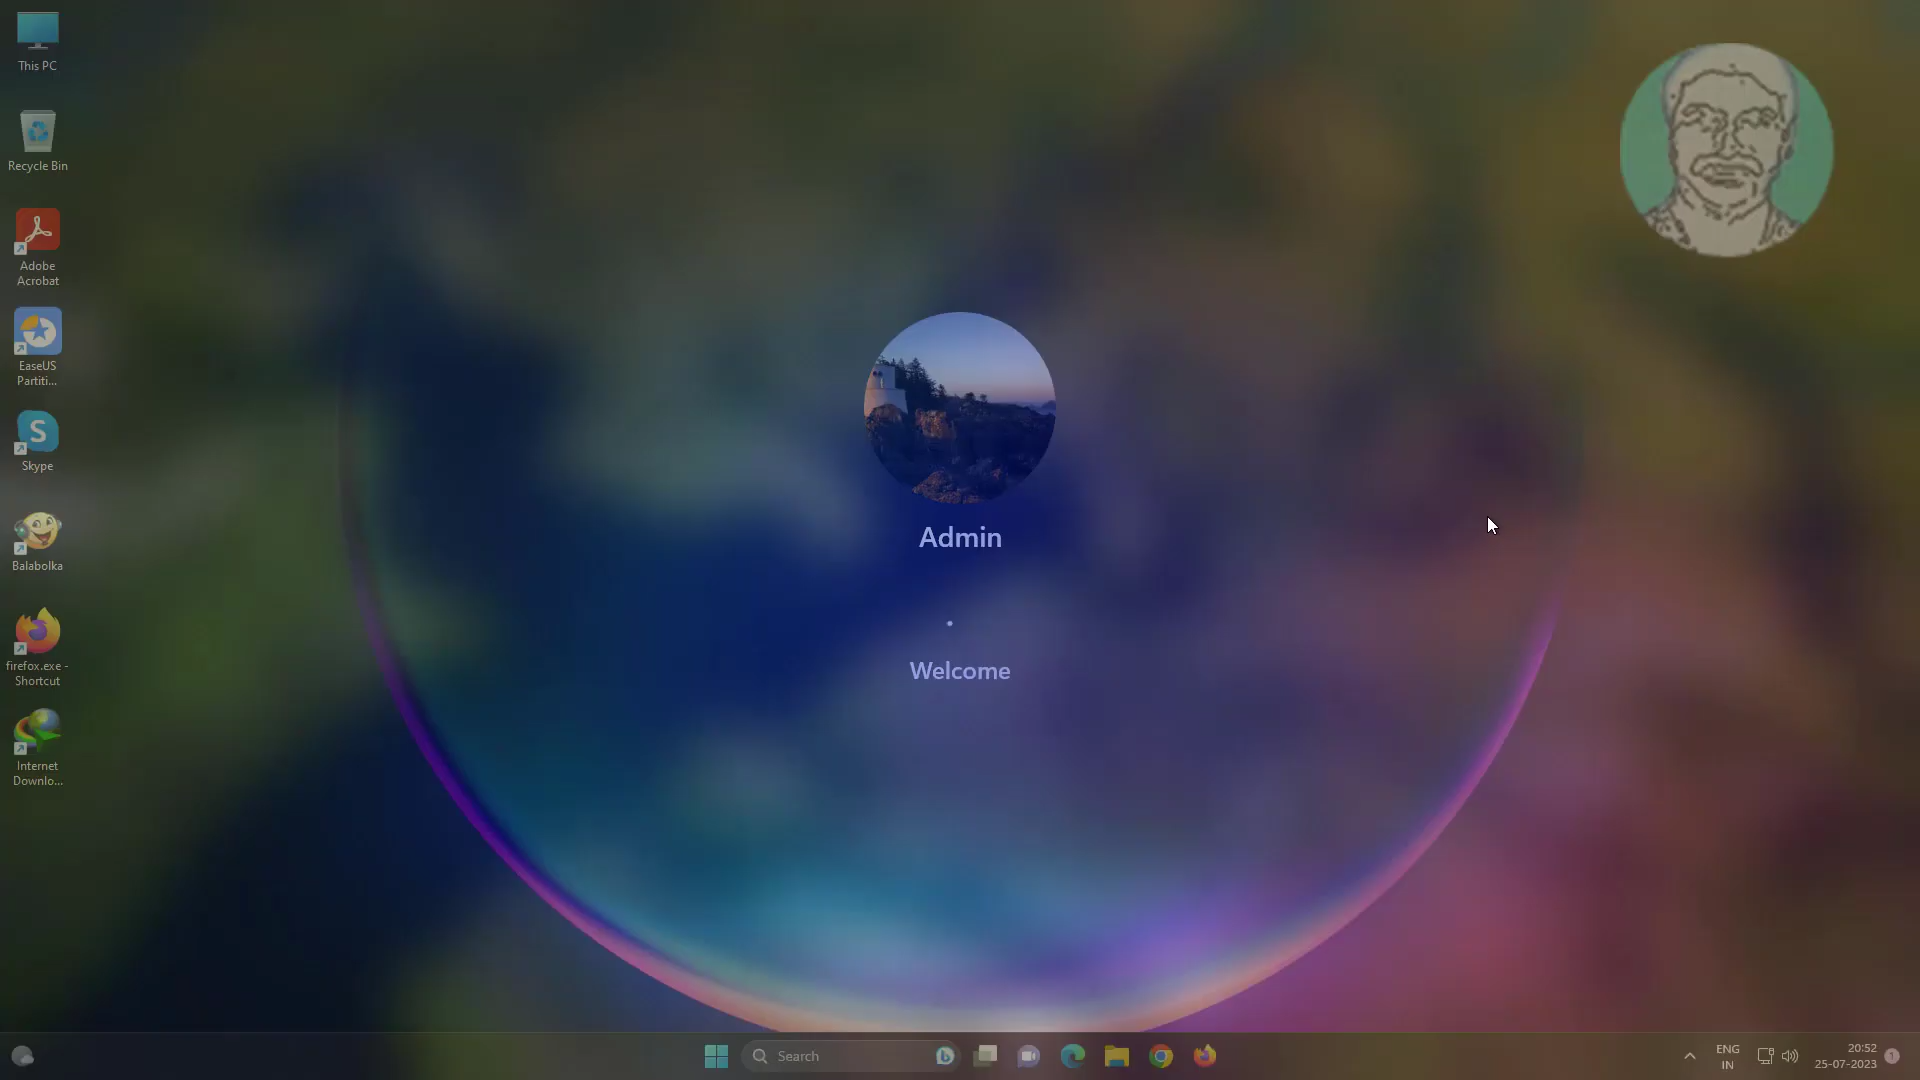 This PC
Recycle Bin
Adobe
Acrobat
EaseUS
Partiti...
S
Skype
Balabolka
firefox.exe -
Shortcut
Internet
Downlo...
Admin
Welcome
Search
b
ENG
IN
20:52
25-07-2023
1